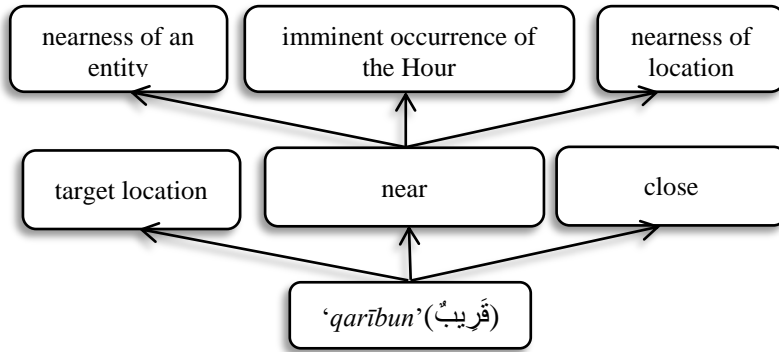 nearness of an
entity
imminent occurrence of
the Hour
nearness of
location
target location
near
close
‘qarībun’(قَرِيبٌ)